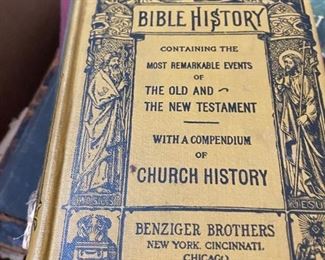 BIBLE HISTORY
CONTAINING THE
MOST REMARKABLE EVENTS
OF
THE OLD AND
THE NEW TESTAMENT
WITH A COMPENDIUM
OF
CHURCH HISTORY
BENZIGER BROTHERS
NEW YORK, CINCINNATI,
CHICAGO